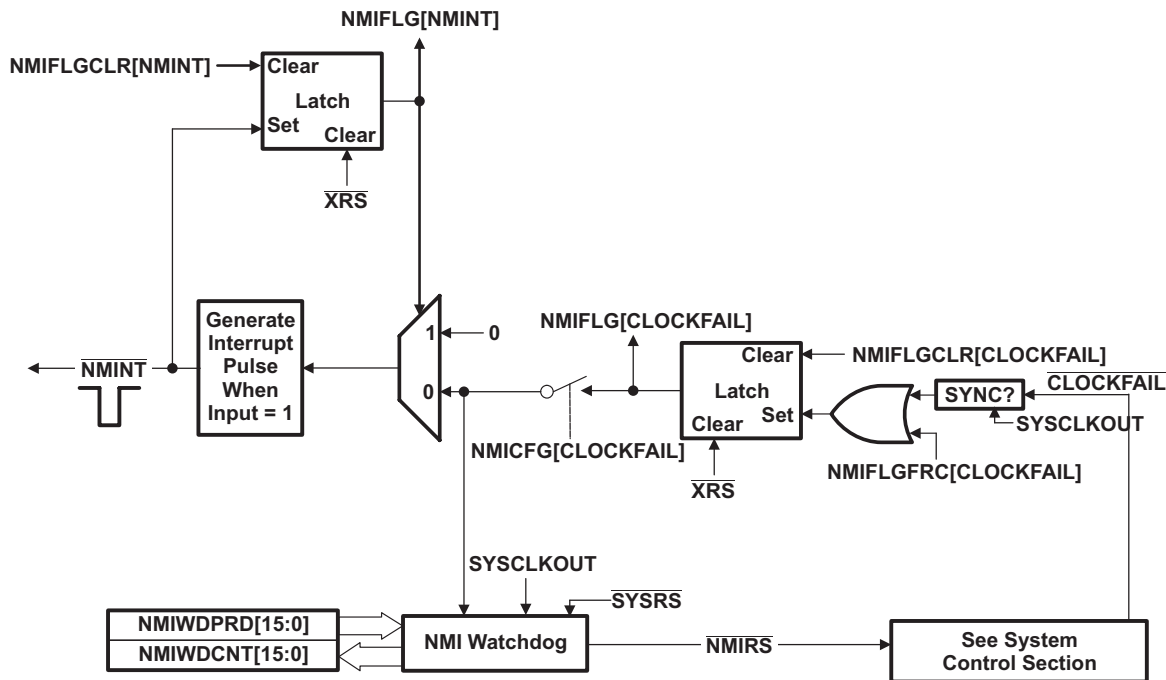 NMIFLG[NMINT]
NMIFLGCLR[NMINT]
Clear
Latch
Set
Clear
XRS
Generate
Interrupt
Pulse
When
Input = 1
NMINT
1
0
0
NMIFLG[CLOCKFAIL]
NMICFG[CLOCKFAIL]
Clear
Latch
Set
Clear
XRS
NMIFLGCLR[CLOCKFAIL]
CLOCKFAIL
SYNC?
SYSCLKOUT
NMIFLGFRC[CLOCKFAIL]
SYSCLKOUT
SYSRS
NMIWDPRD[15:0]
NMIWDCNT[15:0]
NMI Watchdog
NMIRS
See System
Control Section